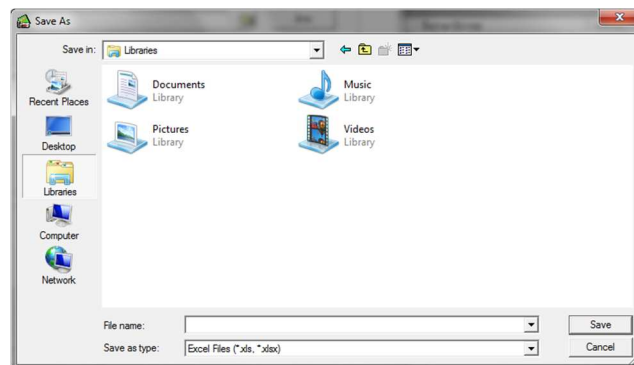 Save As
Save in:
Libraries
Recent Places
Desktop
Libraries
Computer
Network
Documents
Library
Music
Library
Pictures
Library
Videos
Library
File name:
Save
Save as type:
Excel Files (*.xls, *.xlsx)
Cancel